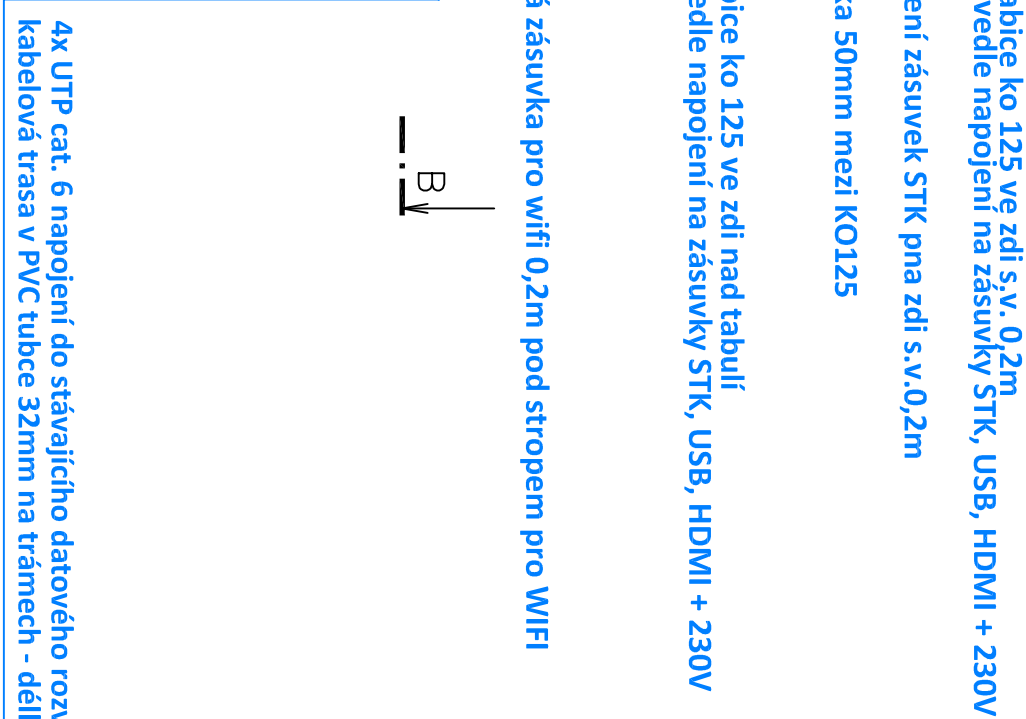 abice ko 125 ve zdi s.v. 0,2m
vedle napojení na zásuvky STK, USB, HDMI + 230V
ení zásuvek STK pna zdi s.v.0,2m
ka 50mm mezi KO125
bice ko 125 ve zdi nad tabulí
edle napojení na zásuvky STK, USB, HDMI + 230V
á zásuvka pro wifi 0,2m pod stropem pro WIFI
B
4x UTP cat. 6 napojení do stávajícího datového rozv
kabelová trasa v PVC tubce 32mm na trámech - déll